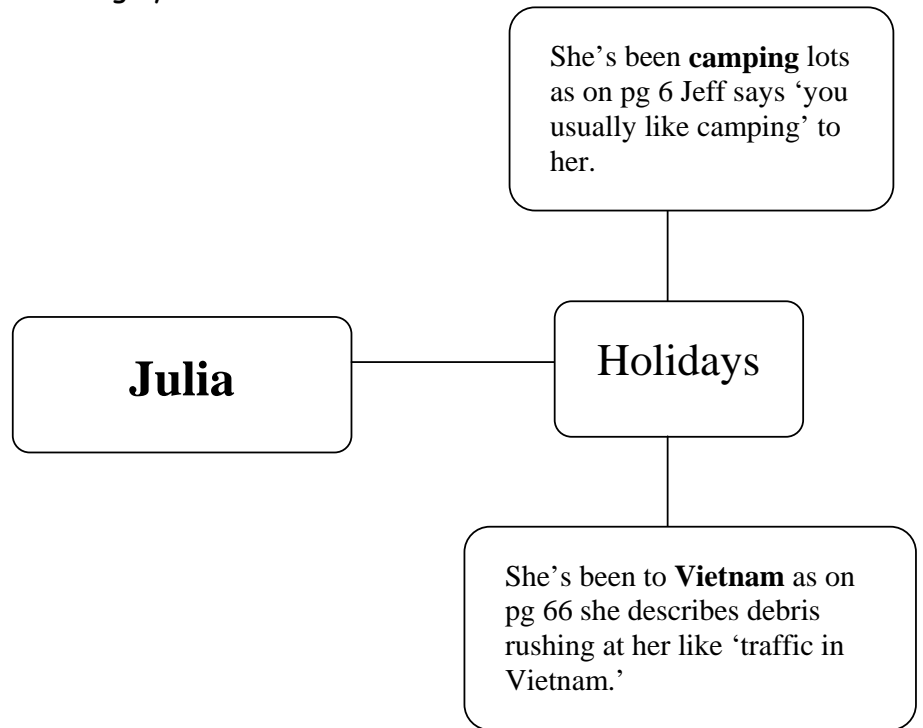 She’s been camping lots
as on pg 6 Jeff says ‘you
usually like camping’ to
her.
Julia
Holidays
She’s been to Vietnam as on
pg 66 she describes debris
rushing at her like ‘traffic in
Vietnam.’